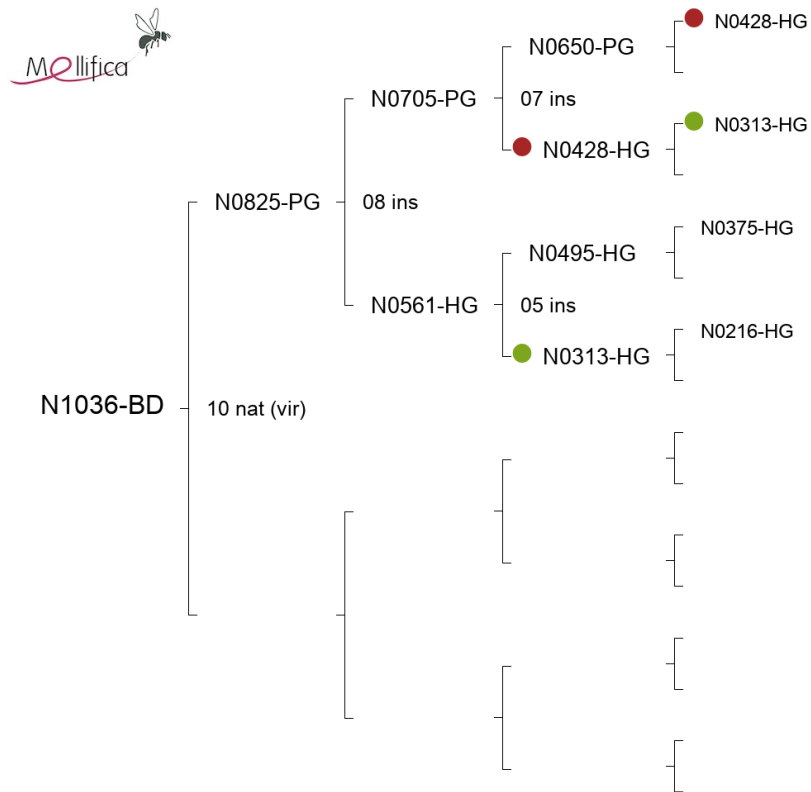 Mellifica
N0428-HG
N0650-PG
N0705-PG
07 ins
N0313-HG
N0428-HG
N0825-PG
08 ins
N0375-HG
N0495-HG
N0561-HG
05 ins
N0216-HG
N0313-HG
N1036-BD
10 nat (vir)